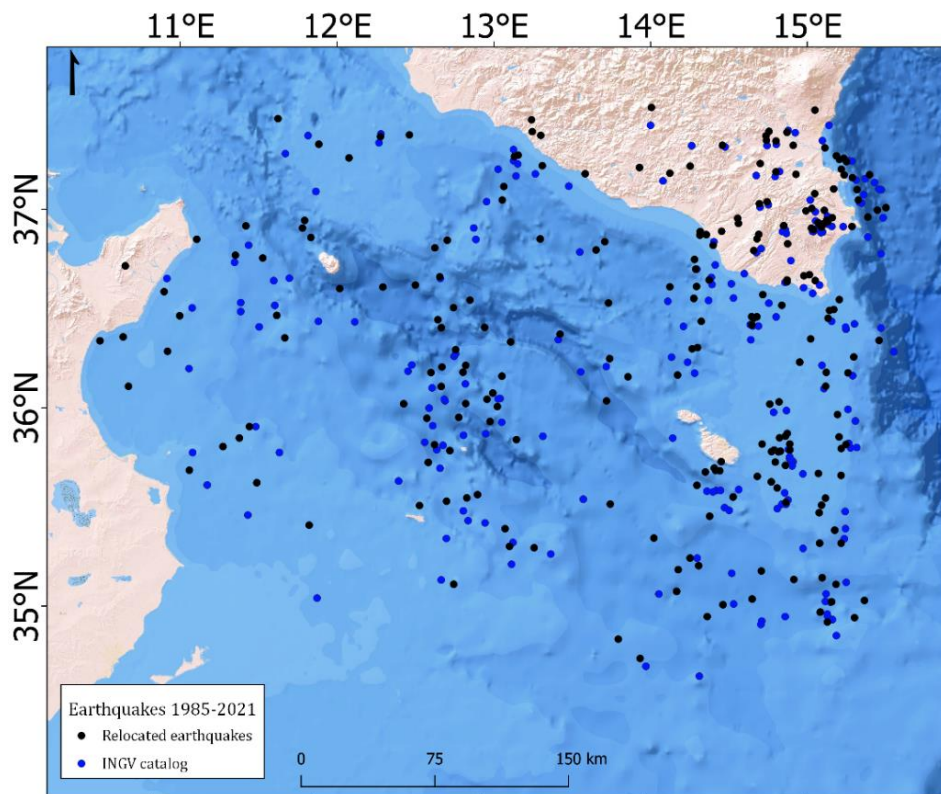 11°E 12°E 13°E 14°E 15°E
37°N
36°N
35°N
Earthquakes 1985-2021
Relocated earthquakes
INGV catalog
0 75 150 km